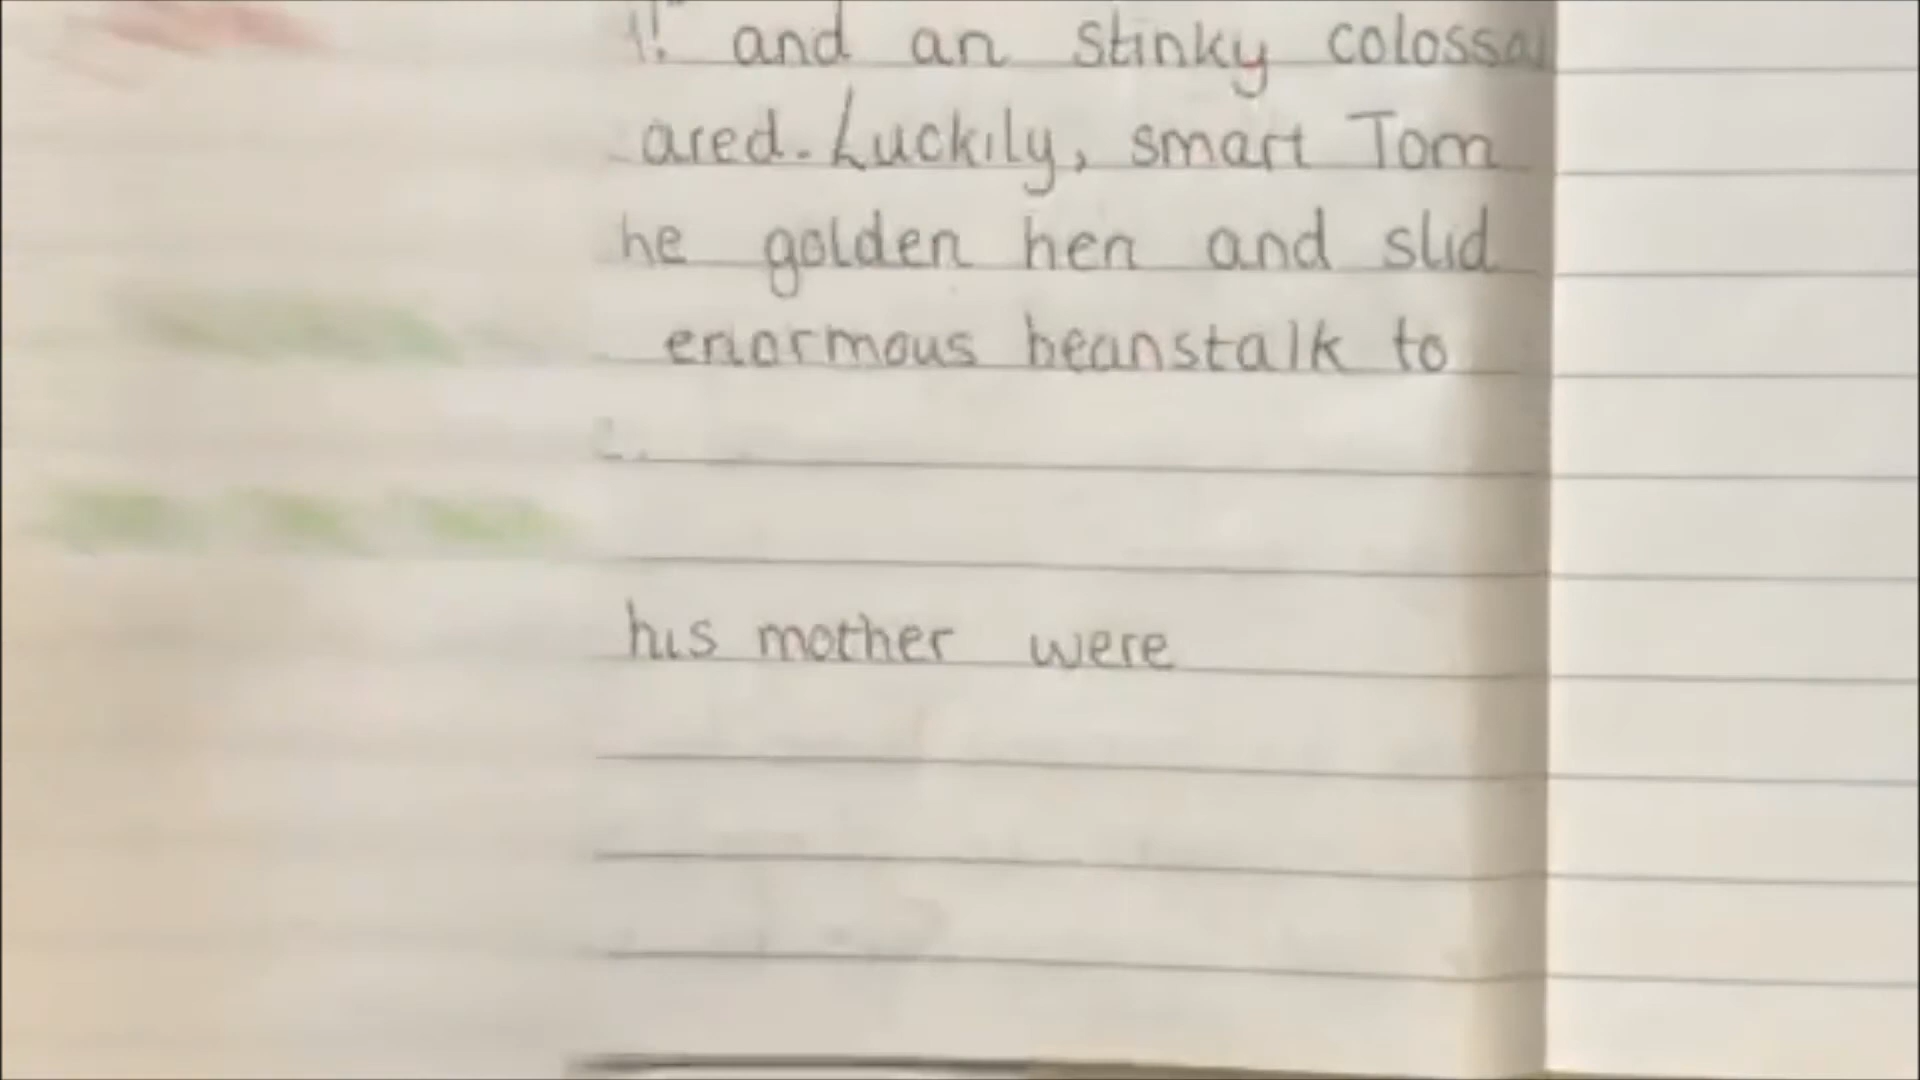 !" and an stinky colossal
ared. Luckily, smart Tom
he golden hen and slid
enormous beanstalk to
his mother were